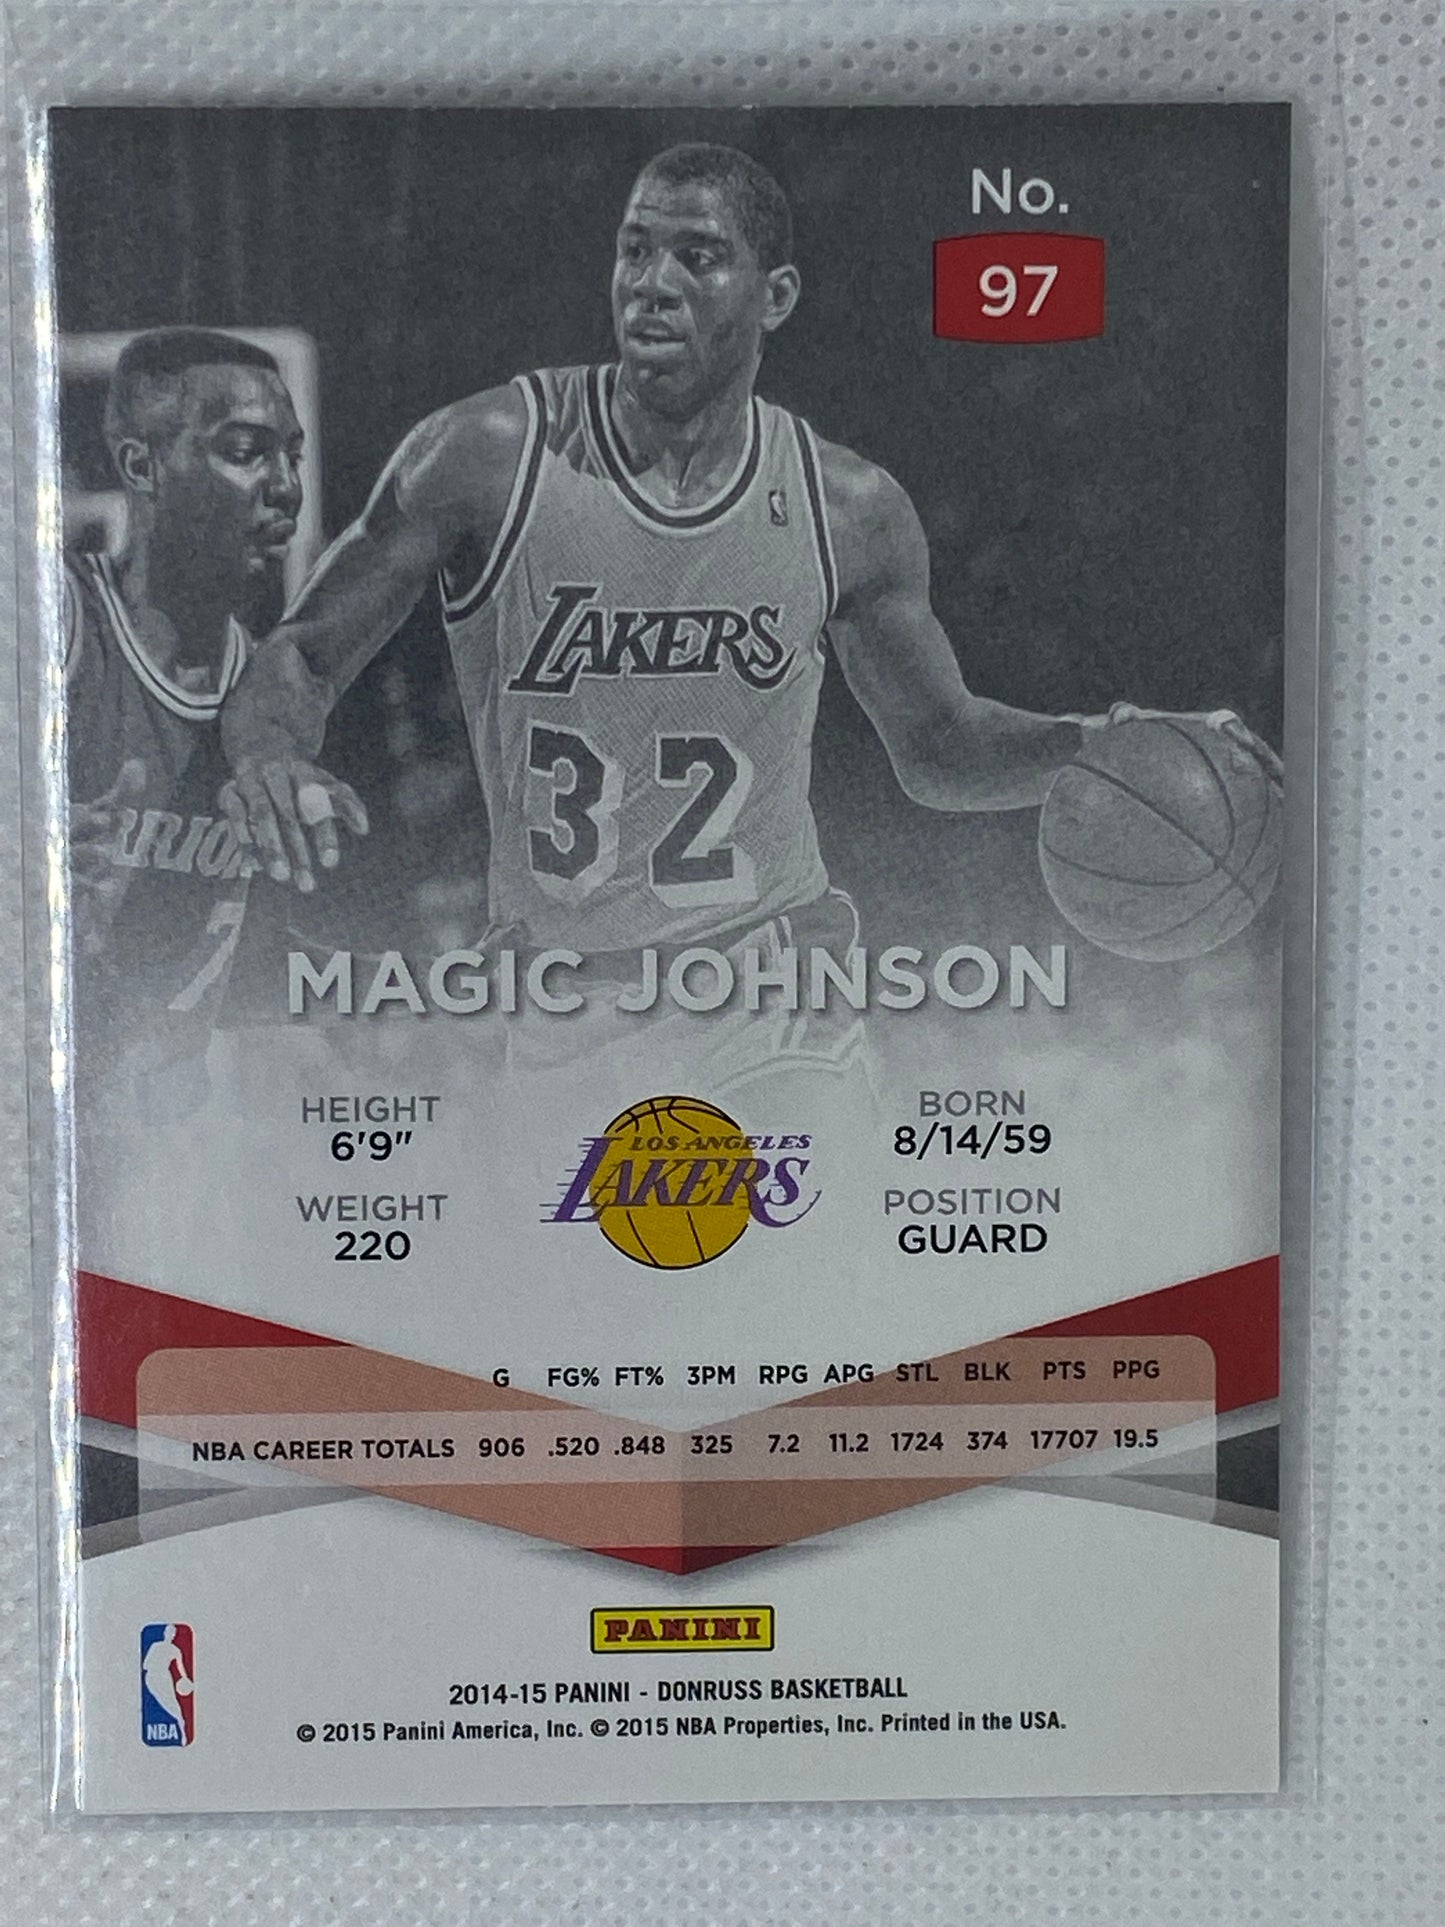 No.
97
LAKERS
32
RRIO
7
MAGIC JOHNSON
HEIGHT
6'9"
WEIGHT
220
LOS ANGELES
LAKERS
BORN
8/14/59
POSITION
GUARD
G FG% FT% 3PM RPG APG STL BLK PTS PPG
NBA CAREER TOTALS 906 .520 .848 325 7.2 11.2 1724 374 17707 19.5
PANINI
NBA
2014-15 PANINI - DONRUSS BASKETBALL
© 2015 Panini America, Inc. © 2015 NBA Properties, Inc. Printed in the USA.